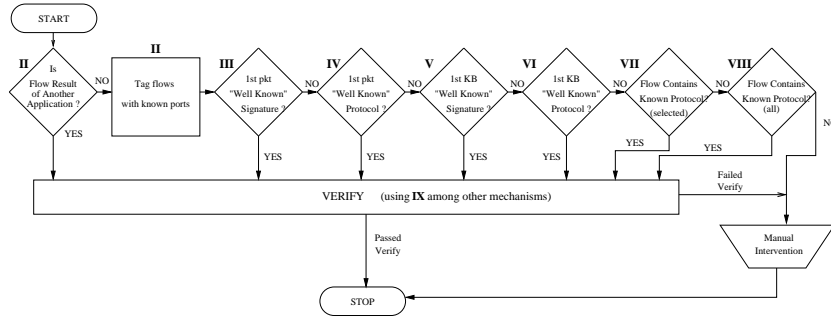 START
II
Is
Flow Result
of Another
Application ?
NO
YES
II
Tag flows
with known ports
III
1st pkt
"Well Known"
Signature ?
NO
YES
IV
1st pkt
"Well Known"
Protocol ?
NO
YES
V
1st KB
"Well Known"
Signature ?
NO
YES
VI
1st KB
"Well Known"
Protocol ?
NO
YES
VII
Flow Contains
Known Protocol?
(selected)
NO
YES
VIII
Flow Contains
Known Protocol?
(all)
YES
VERIFY (using IX among other mechanisms)
Failed
Verify
Passed
Verify
Manual
Intervention
STOP